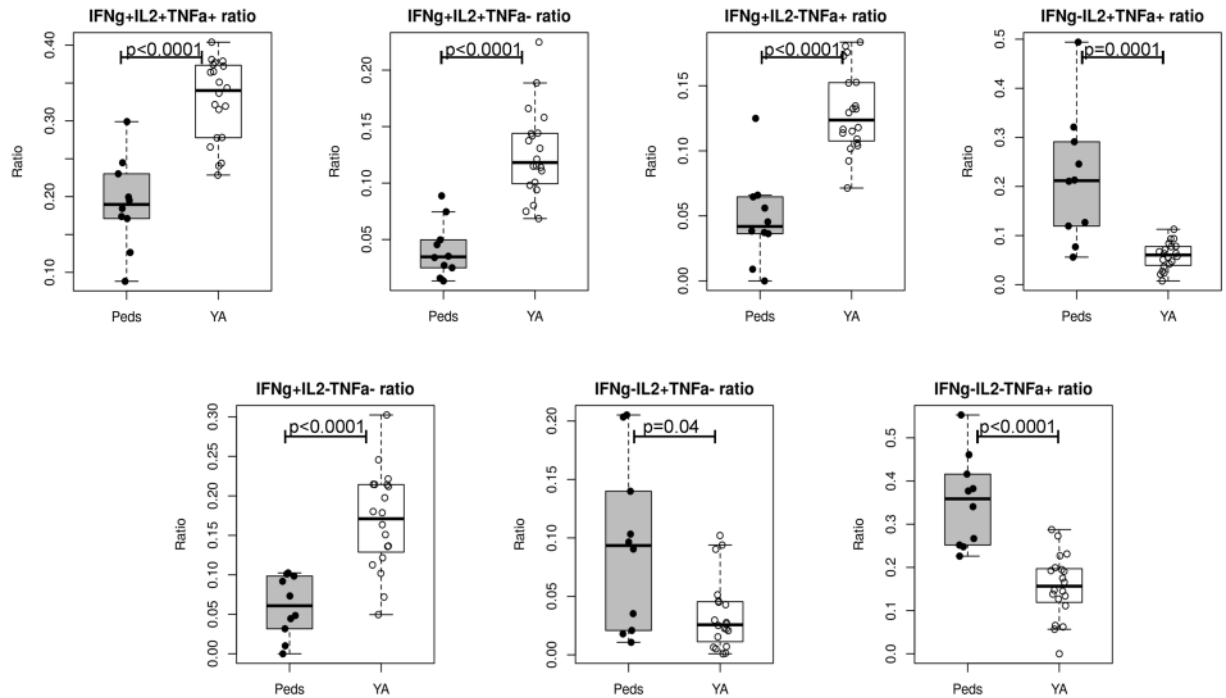 IFNg+IL2+TNFa+ ratio
p<0.0001
Ratio
0.10 0.20 0.30 0.40
Peds YA
IFNg+IL2+TNFa- ratio
p<0.0001
Ratio
0.05 0.10 0.15 0.20
Peds YA
IFNg+IL2-TNFa+ ratio
p<0.0001
Ratio
0.00 0.05 0.10 0.15
Peds YA
IFNg-IL2+TNFa+ ratio
p=0.0001
Ratio
0.0 0.1 0.2 0.3 0.4 0.5
Peds YA
IFNg+IL2-TNFa- ratio
p<0.0001
Ratio
0.00 0.05 0.10 0.15 0.20 0.25 0.30
Peds YA
IFNg-IL2+TNFa- ratio
p=0.04
Ratio
0.00 0.05 0.10 0.15 0.20
Peds YA
IFNg-IL2-TNFa+ ratio
p<0.0001
Ratio
0.0 0.1 0.2 0.3 0.4 0.5
Peds YA